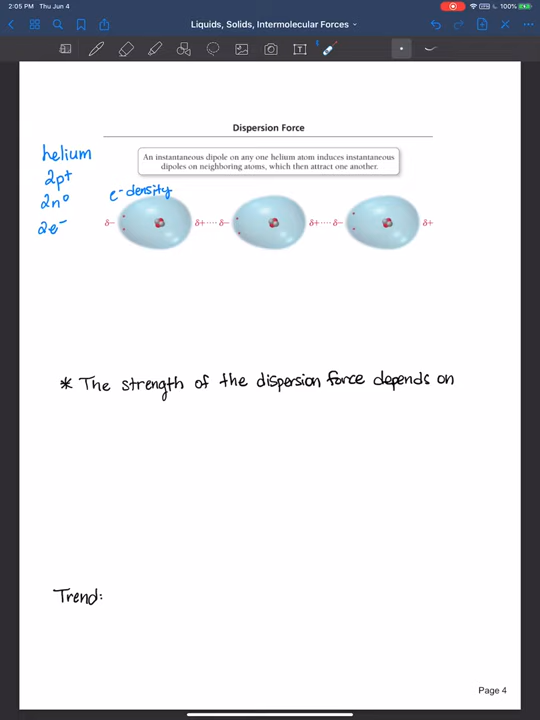 2:05 PM Thu Jun 4
100%
Liquids, Solids, Intermolecular Forces
Dispersion Force
An instantaneous dipole on any one helium atom induces instantaneous
dipoles on neighboring atoms, which then attract one another.
helium
2p+
2n⁰
2e⁻
e⁻ density
δ− δ+ ···· δ− δ+ ···· δ− δ+
* The strength of the dispersion force depends on
Trend:
Page 4